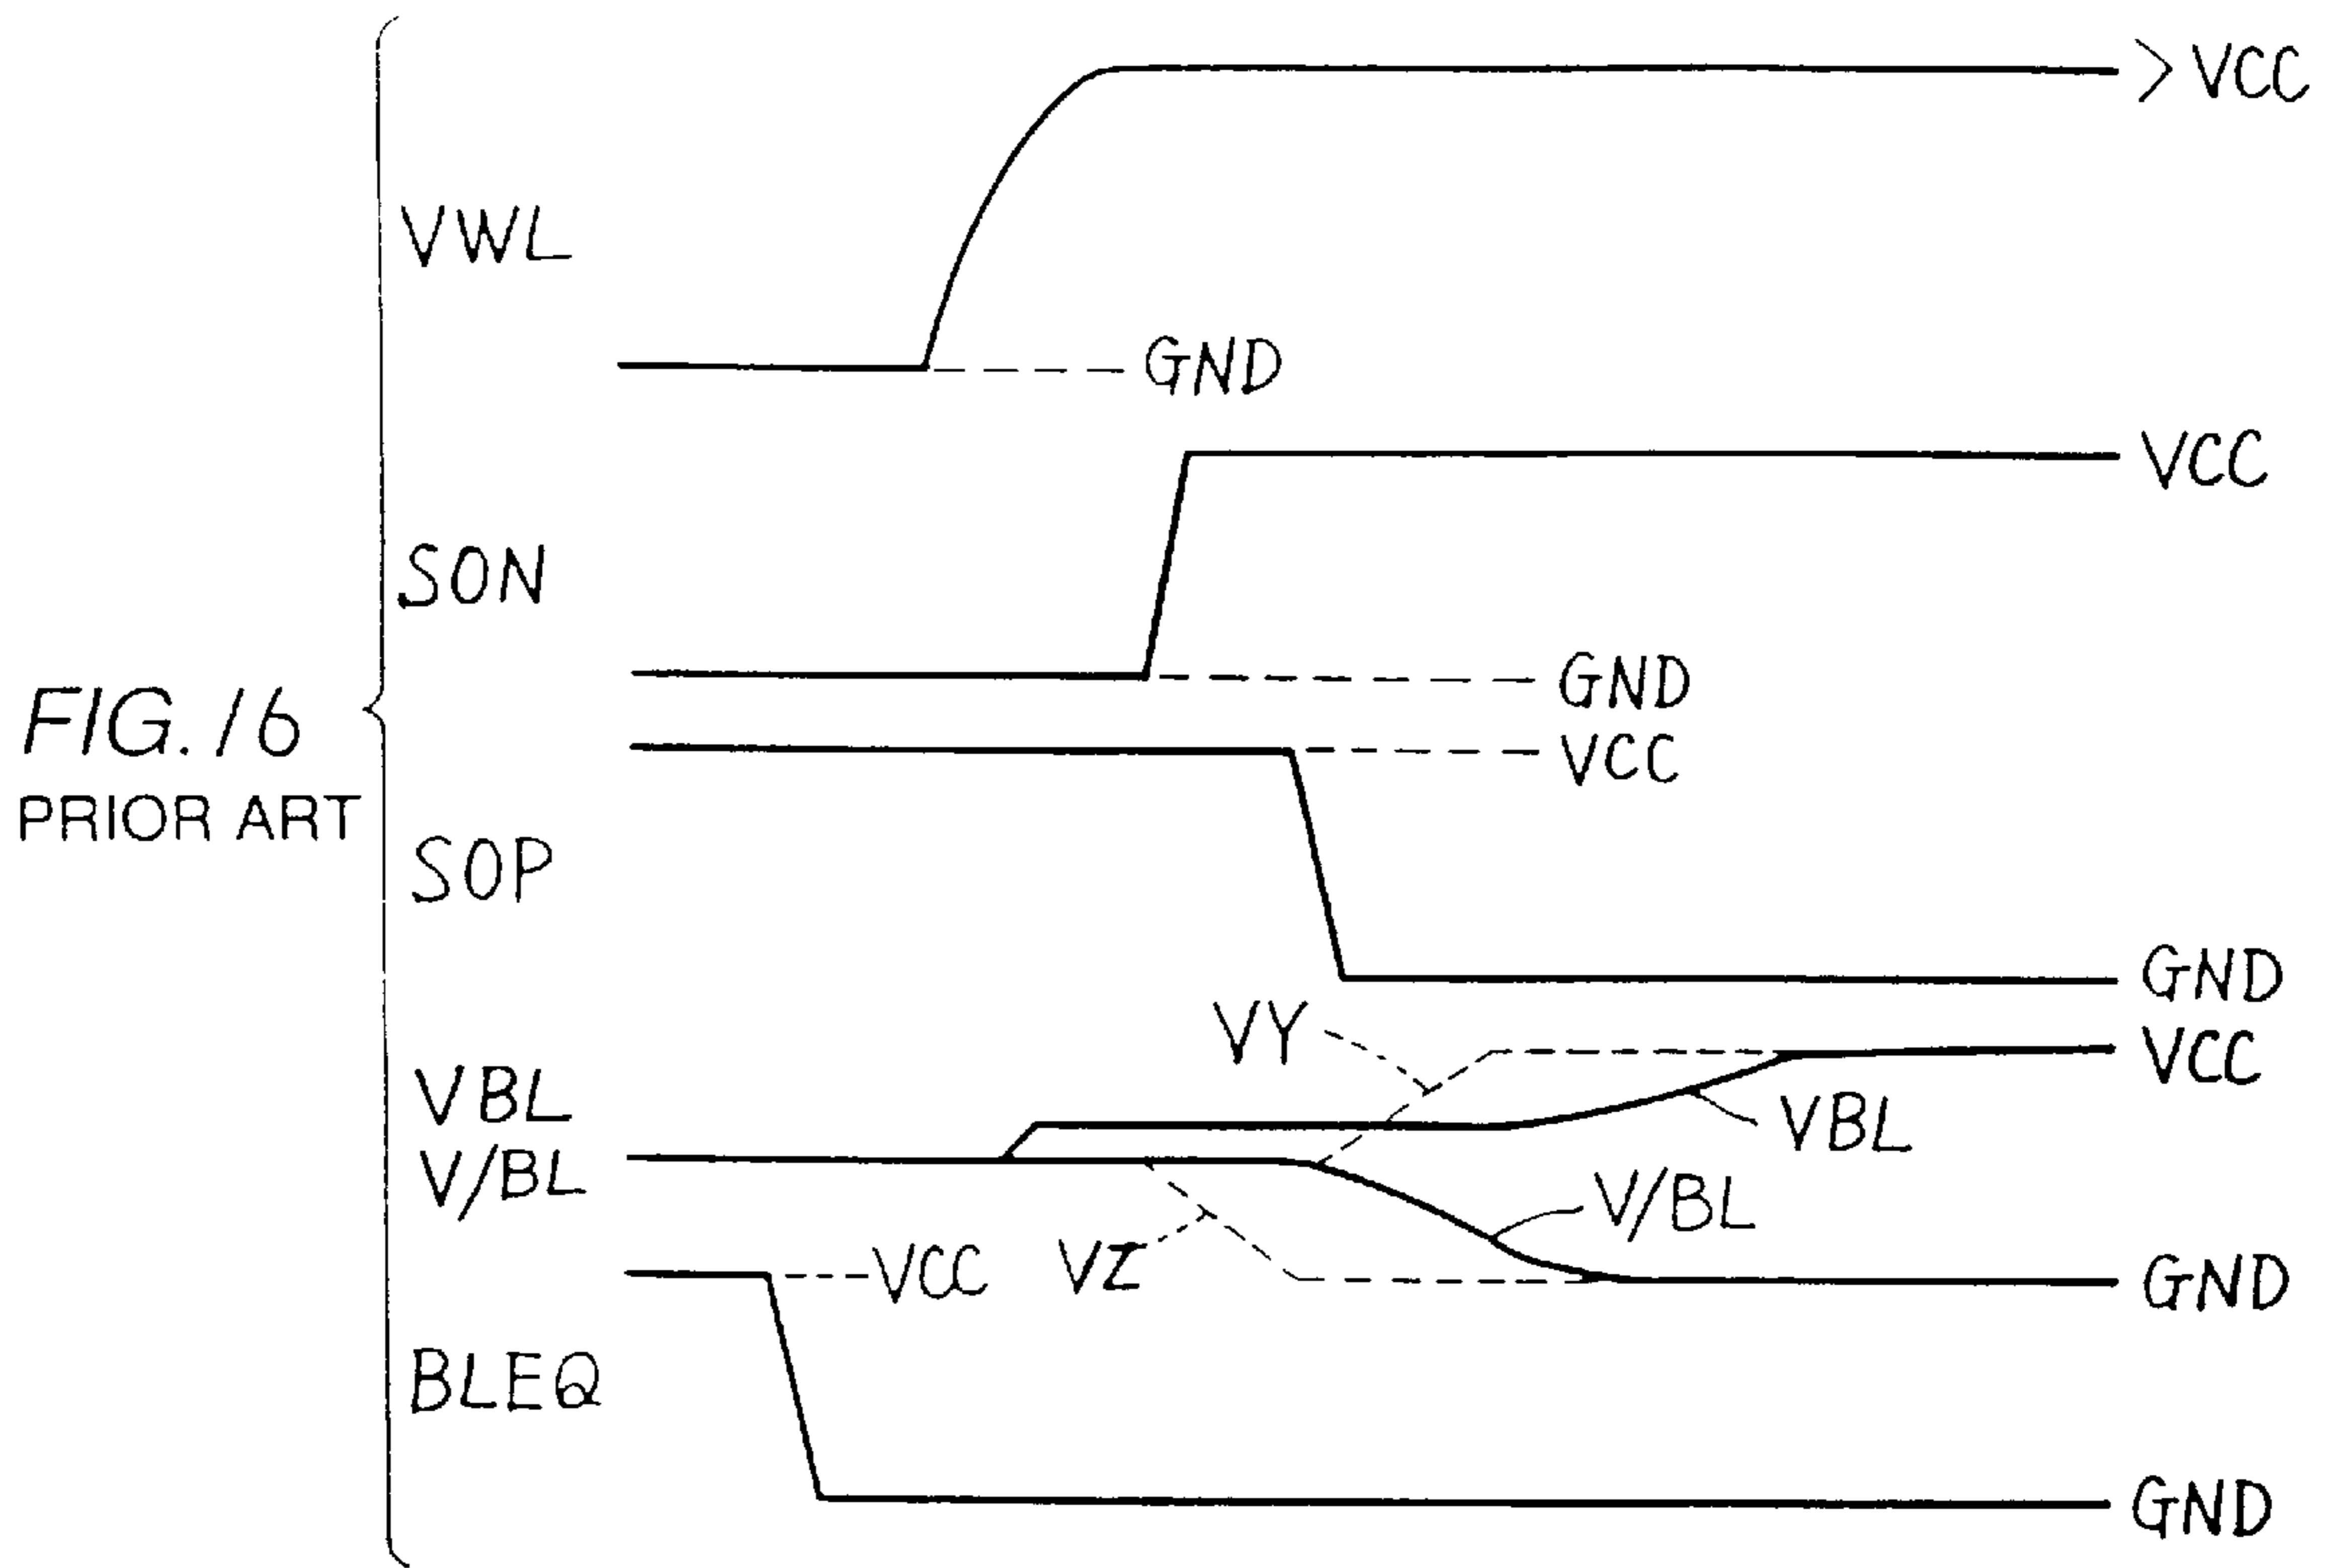 > VCC
VWL
GND
VCC
SON
GND
FIG. 16
PRIOR ART
VCC
SOP
GND
VY
VCC
VBL
VBL
V/BL
V/BL
VCC
VZ
GND
BLEQ
GND